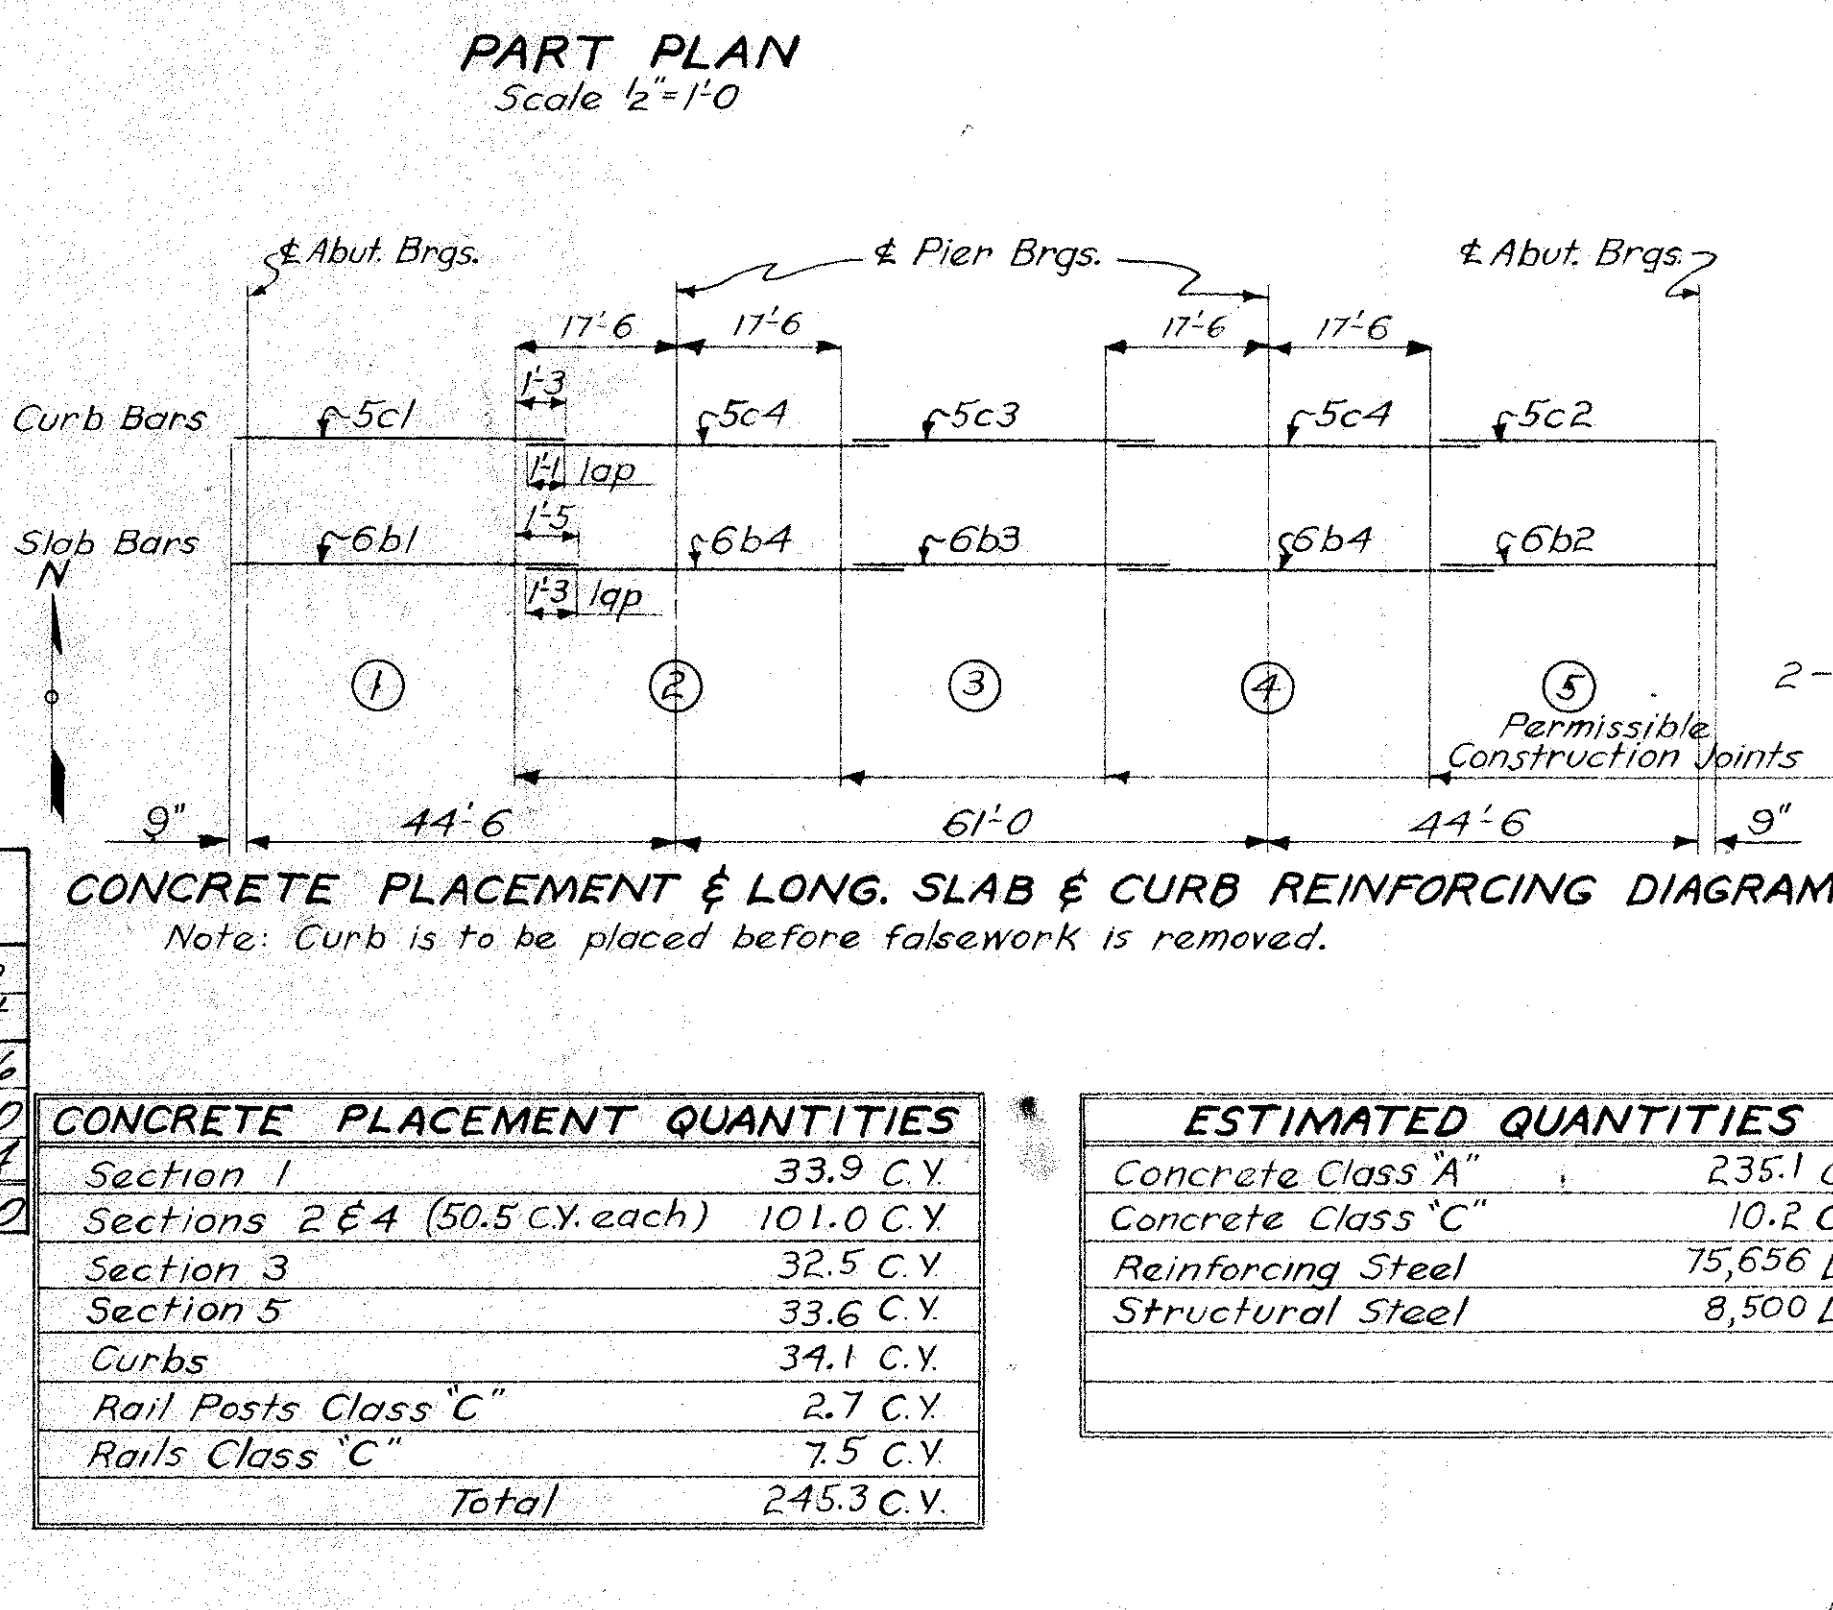 PART PLAN
Scale 1/2"=1'-0
℄ Abut. Brgs.
℄ Pier Brgs.
℄ Abut. Brgs.
17'-6 17'-6 17'-6 17'-6
1'-3
Curb Bars 5c1 5c4 5c3 5c4 5c2
1'-1 lap
1'-5
Slab Bars 6b1 6b4 6b3 6b4 6b2
N
1'-3 lap
1 2 3 4 5 2-
Permissible
Construction Joints
9" 44'-6 61'-0 44'-6 9"
CONCRETE PLACEMENT & LONG. SLAB & CURB REINFORCING DIAGRAM
Note: Curb is to be placed before falsework is removed.
CONCRETE PLACEMENT QUANTITIES
Section 1 33.9 C.Y.
Sections 2 & 4 (50.5 C.Y. each) 101.0 C.Y.
Section 3 32.5 C.Y.
Section 5 33.6 C.Y.
Curbs 34.1 C.Y.
Rail Posts Class "C" 2.7 C.Y.
Rails Class "C" 7.5 C.Y.
Total 245.3 C.Y.
ESTIMATED QUANTITIES
Concrete Class "A" 235.1 C
Concrete Class "C" 10.2 C
Reinforcing Steel 75,656 L
Structural Steel 8,500 L